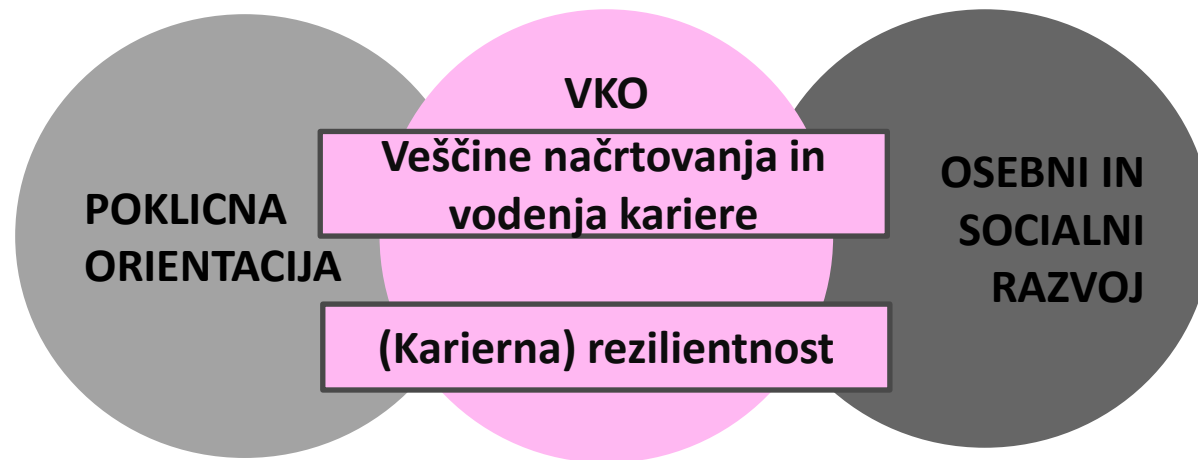 VKO
Veščine načrtovanja in
vodenja kariere
POKLICNA
ORIENTACIJA
OSEBNI IN
SOCIALNI
RAZVOJ
(Karierna) rezilientnost